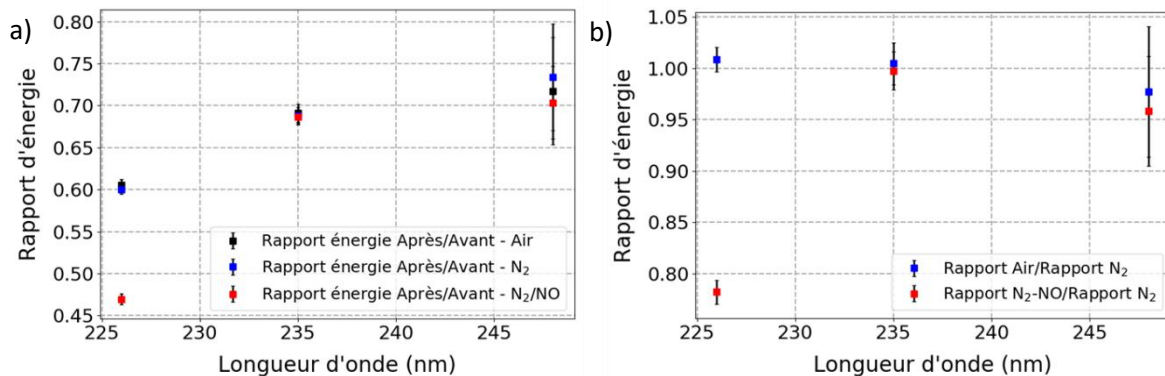 a)
Rapport d'énergie
0.80
0.75
0.70
0.65
0.60
0.55
0.50
0.45
Rapport énergie Après/Avant - Air
Rapport énergie Après/Avant - N₂
Rapport énergie Après/Avant - N₂/NO
225
230
235
240
245
Longueur d'onde (nm)
b)
Rapport d'énergie
1.05
1.00
0.95
0.90
0.85
0.80
Rapport Air/Rapport N₂
Rapport N₂-NO/Rapport N₂
225
230
235
240
245
Longueur d'onde (nm)